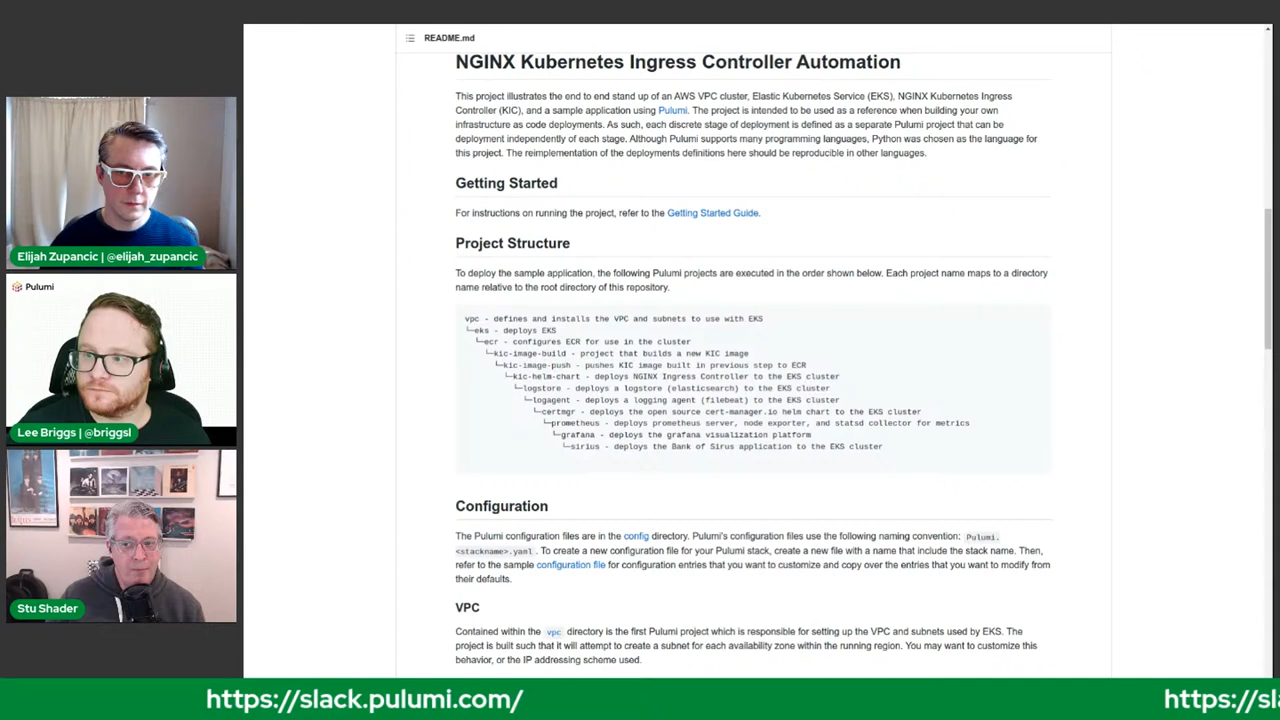 README.md
NGINX Kubernetes Ingress Controller Automation
This project illustrates the end to end stand up of an AWS VPC cluster, Elastic Kubernetes Service (EKS), NGINX Kubernetes Ingress
Controller (KIC), and a sample application using Pulumi. The project is intended to be used as a reference when building your own
infrastructure as code deployments. As such, each discrete stage of deployment is defined as a separate Pulumi project that can be
deployment independently of each stage. Although Pulumi supports many programming languages, Python was chosen as the language for
this project. The reimplementation of the deployments definitions here should be reproducible in other languages.
Getting Started
For instructions on running the project, refer to the Getting Started Guide.
Project Structure
To deploy the sample application, the following Pulumi projects are executed in the order shown below. Each project name maps to a directory
name relative to the root directory of this repository.
vpc - defines and installs the VPC and subnets to use with EKS
└─eks - deploys EKS
└─ecr - configures ECR for use in the cluster
└─kic-image-build - project that builds a new KIC image
└─kic-image-push - pushes KIC image built in previous step to ECR
└─kic-helm-chart - deploys NGINX Ingress Controller to the EKS cluster
└─logstore - deploys a logstore (elasticsearch) to the EKS cluster
└─logagent - deploys a logging agent (filebeat) to the EKS cluster
└─certmgr - deploys the open source cert-manager.io helm chart to the EKS cluster
└─prometheus - deploys prometheus server, node exporter, and statsd collector for metrics
└─grafana - deploys the grafana visualization platform
└─sirius - deploys the Bank of Sirus application to the EKS cluster
Configuration
The Pulumi configuration files are in the config directory. Pulumi's configuration files use the following naming convention: Pulumi.
<stackname>.yaml. To create a new configuration file for your Pulumi stack, create a new file with a name that include the stack name. Then,
refer to the sample configuration file for configuration entries that you want to customize and copy over the entries that you want to modify from
their defaults.
VPC
Contained within the vpc directory is the first Pulumi project which is responsible for setting up the VPC and subnets used by EKS. The
project is built such that it will attempt to create a subnet for each availability zone within the running region. You may want to customize this
behavior, or the IP addressing scheme used.
Elijah Zupancic | @elijah_zupancic
Pulumi
Lee Briggs | @briggsl
Stu Shader
https://slack.pulumi.com/
https://sla